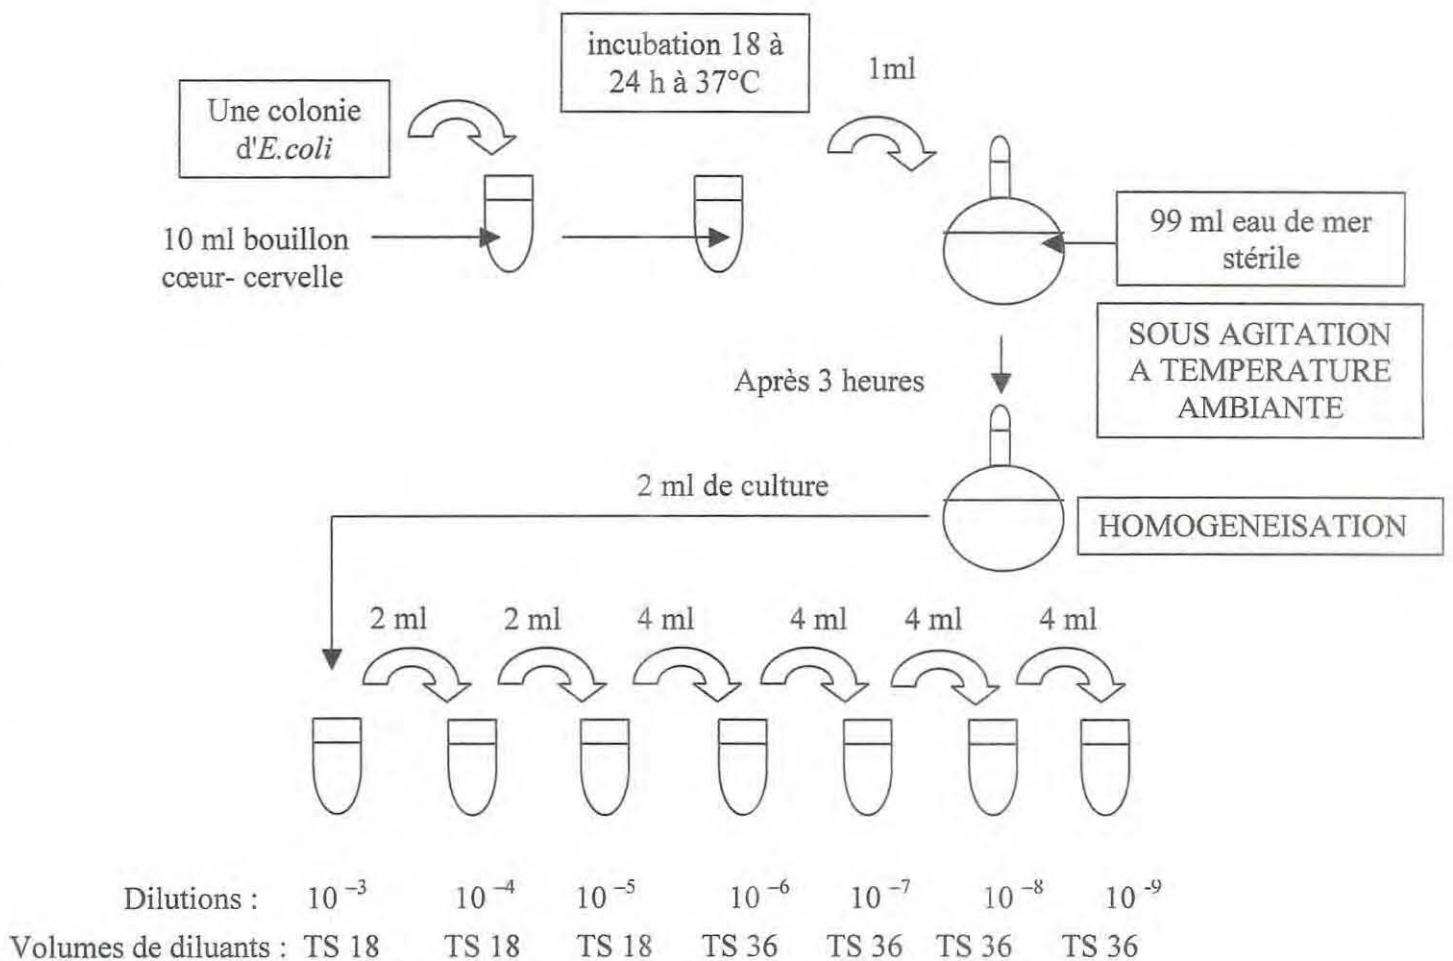 incubation 18 à
24 h à 37°C
1ml
Une colonie
d'E.coli
10 ml bouillon
cœur- cervelle
99 ml eau de mer
stérile
SOUS AGITATION
A TEMPERATURE
AMBIANTE
Après 3 heures
2 ml de culture
HOMOGENEISATION
2 ml 2 ml 4 ml 4 ml 4 ml 4 ml
Dilutions : 10⁻³ 10⁻⁴ 10⁻⁵ 10⁻⁶ 10⁻⁷ 10⁻⁸ 10⁻⁹
Volumes de diluants : TS 18 TS 18 TS 18 TS 36 TS 36 TS 36 TS 36